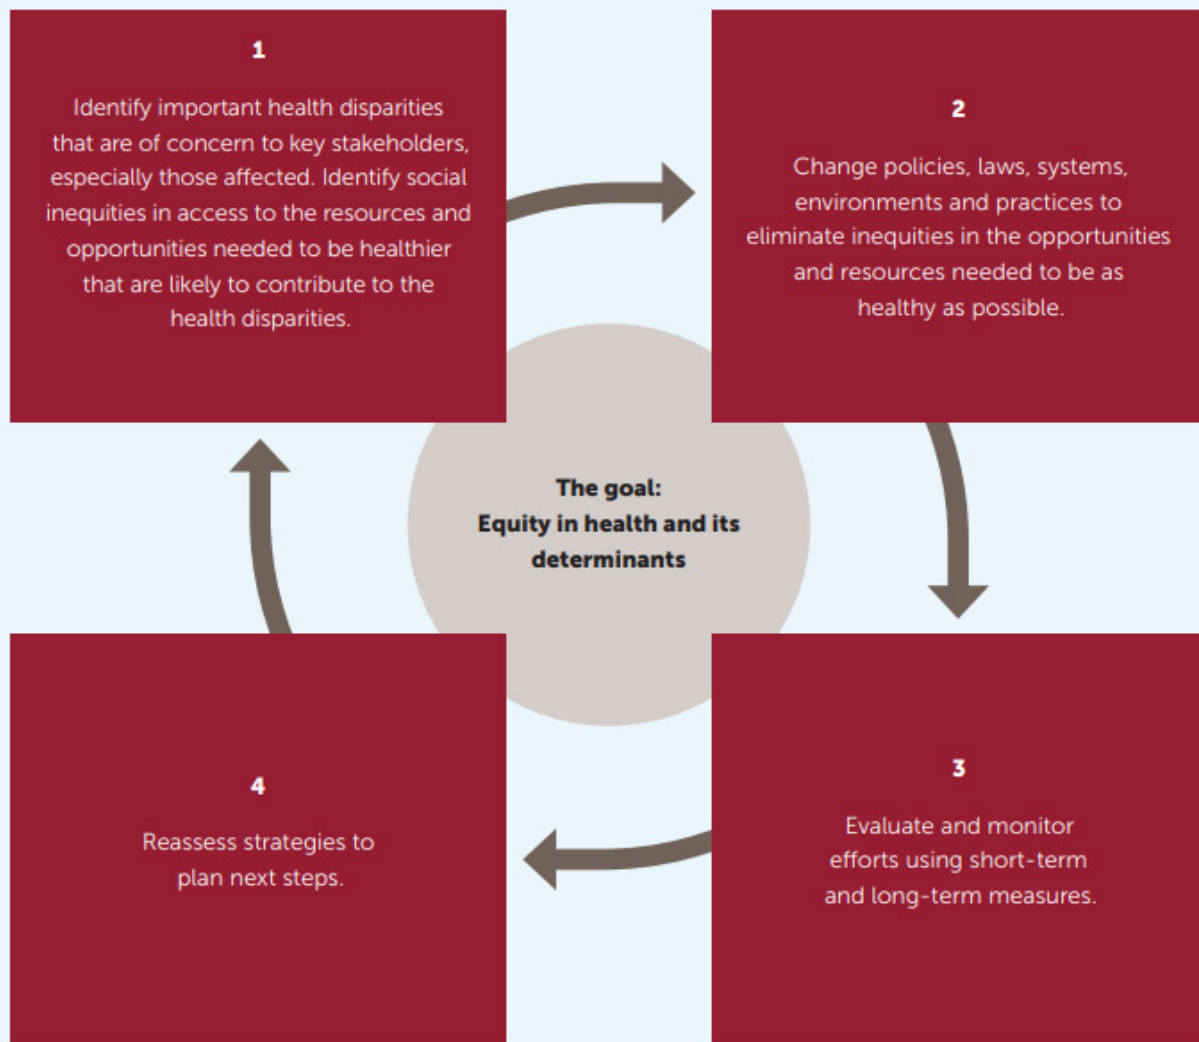 1
Identify important health disparities
that are of concern to key stakeholders,
especially those affected. Identify social
inequities in access to the resources and
opportunities needed to be healthier
that are likely to contribute to the
health disparities.
2
Change policies, laws, systems,
environments and practices to
eliminate inequities in the opportunities
and resources needed to be as
healthy as possible.
The goal:
Equity in health and its
determinants
3
Evaluate and monitor
efforts using short-term
and long-term measures.
4
Reassess strategies to
plan next steps.